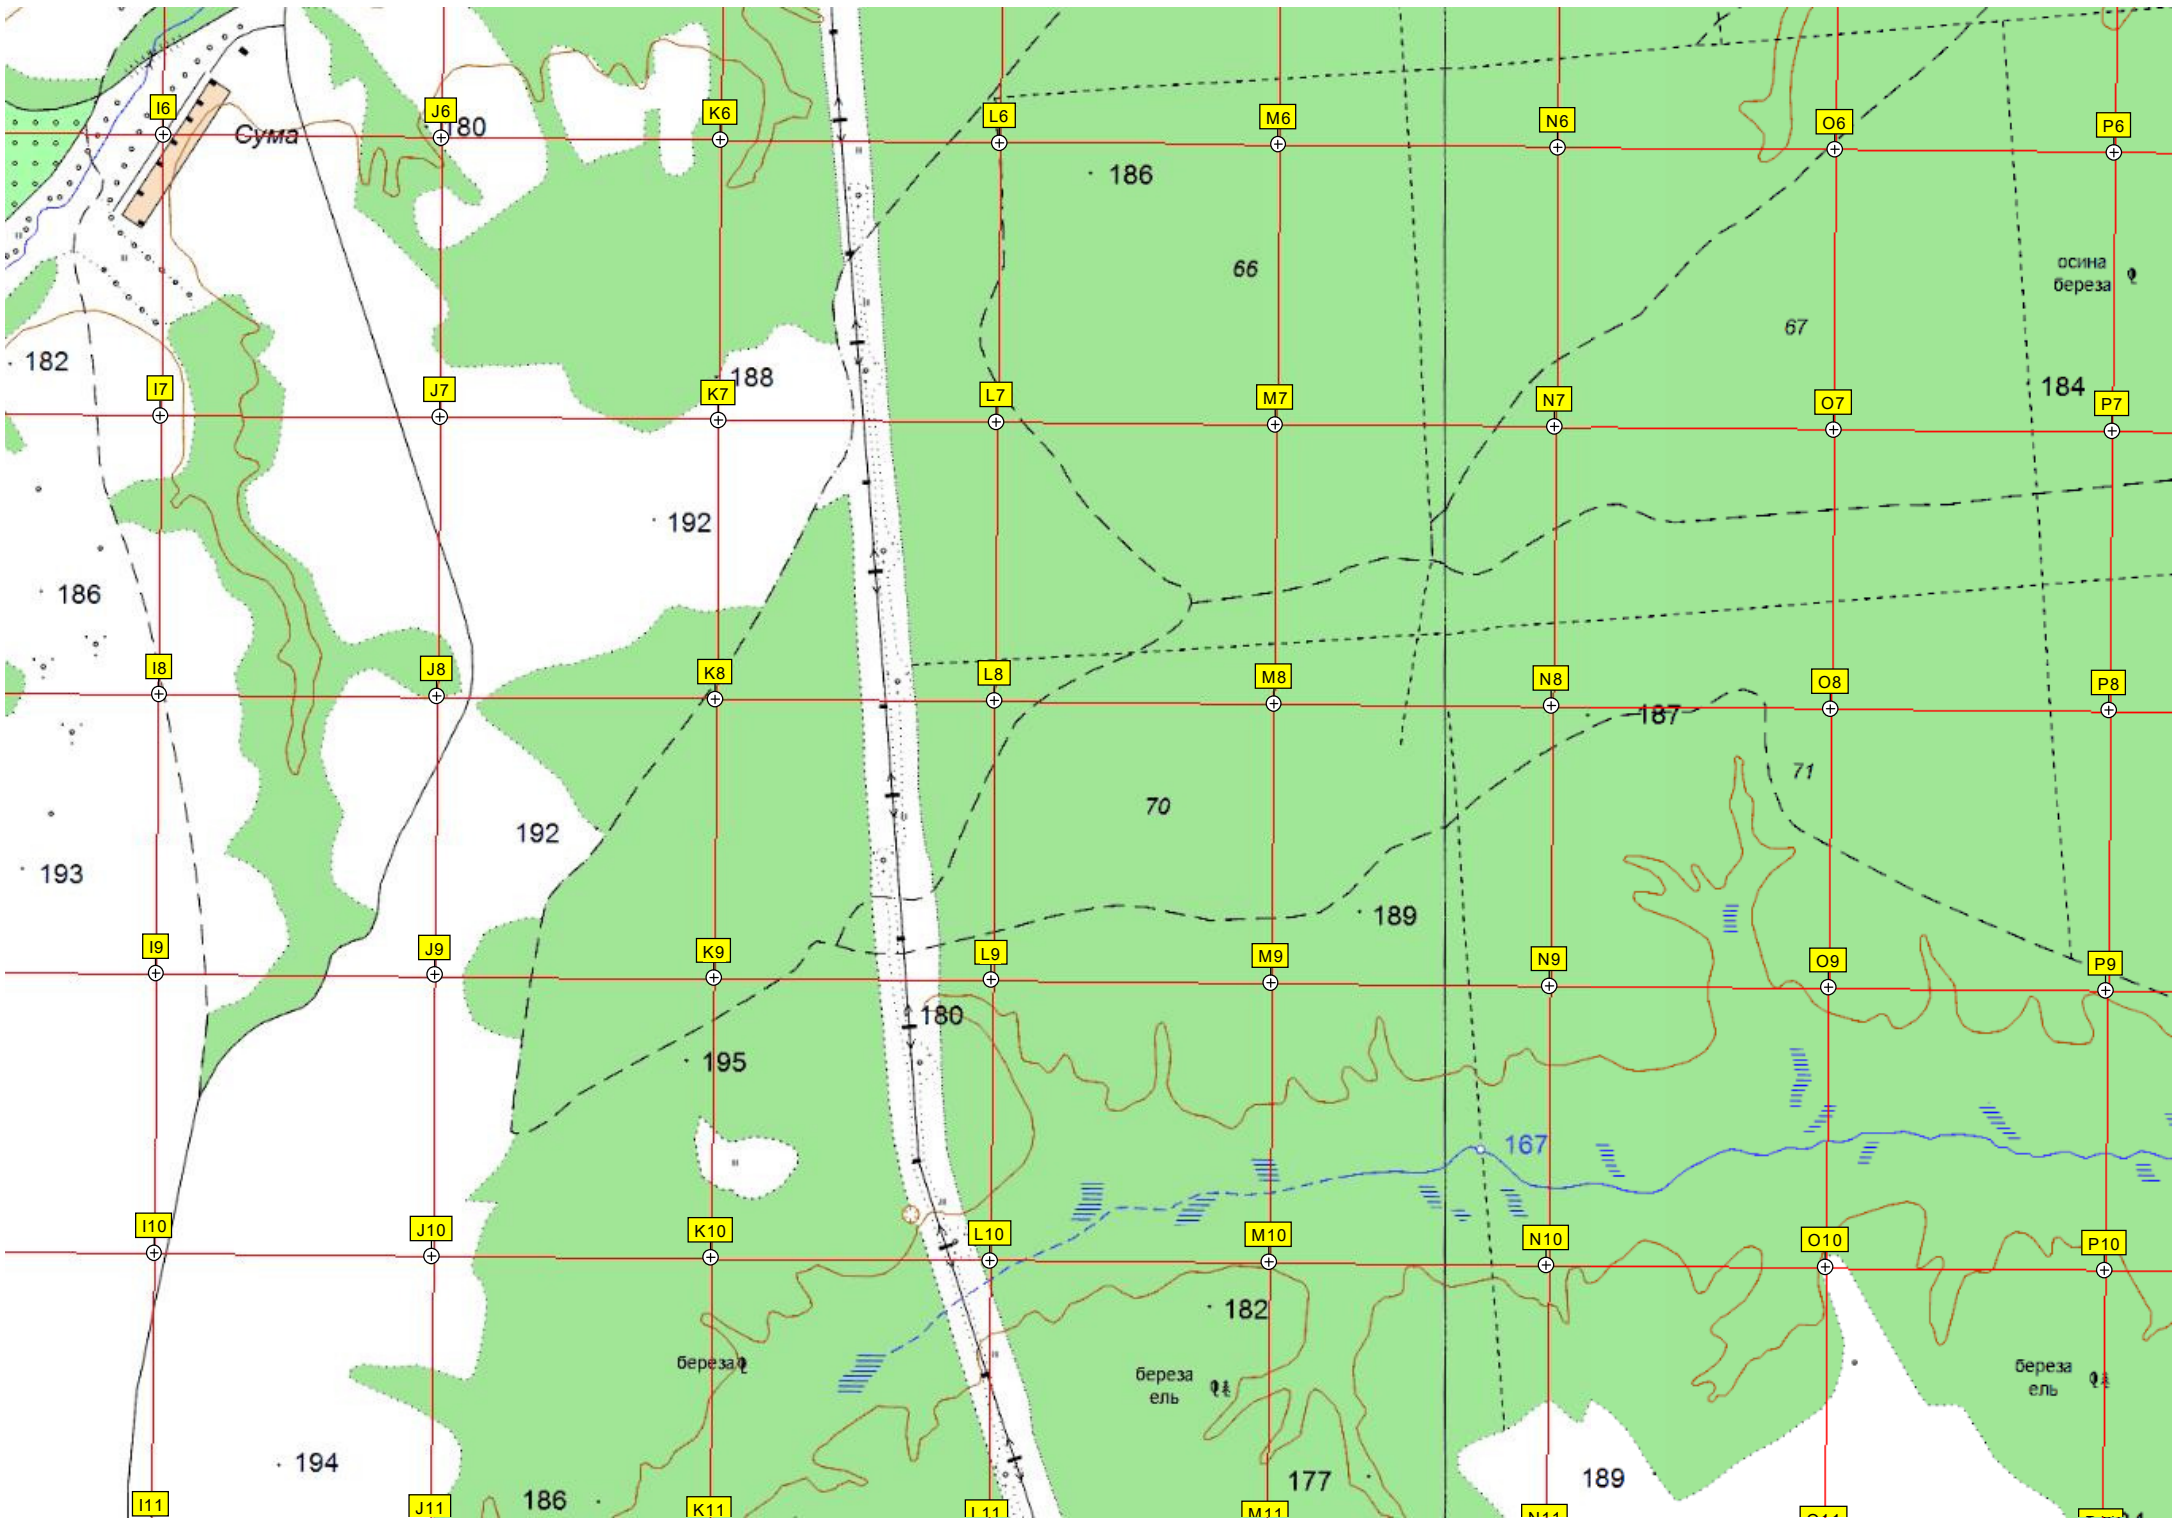 I6
Сума
J6
180
K6
L6
M6
N6
O6
P6
186
66
осина
береза
67
182
188
184
I7
J7
K7
L7
M7
N7
O7
P7
192
186
I8
J8
K8
L8
M8
N8
O8
P8
187
71
70
192
193
189
I9
J9
K9
L9
M9
N9
O9
P9
180
195
167
I10
J10
K10
L10
M10
N10
O10
P10
182
береза
береза
ель
береза
ель
194
186
177
189
I11
J11
K11
L11
M11
N11